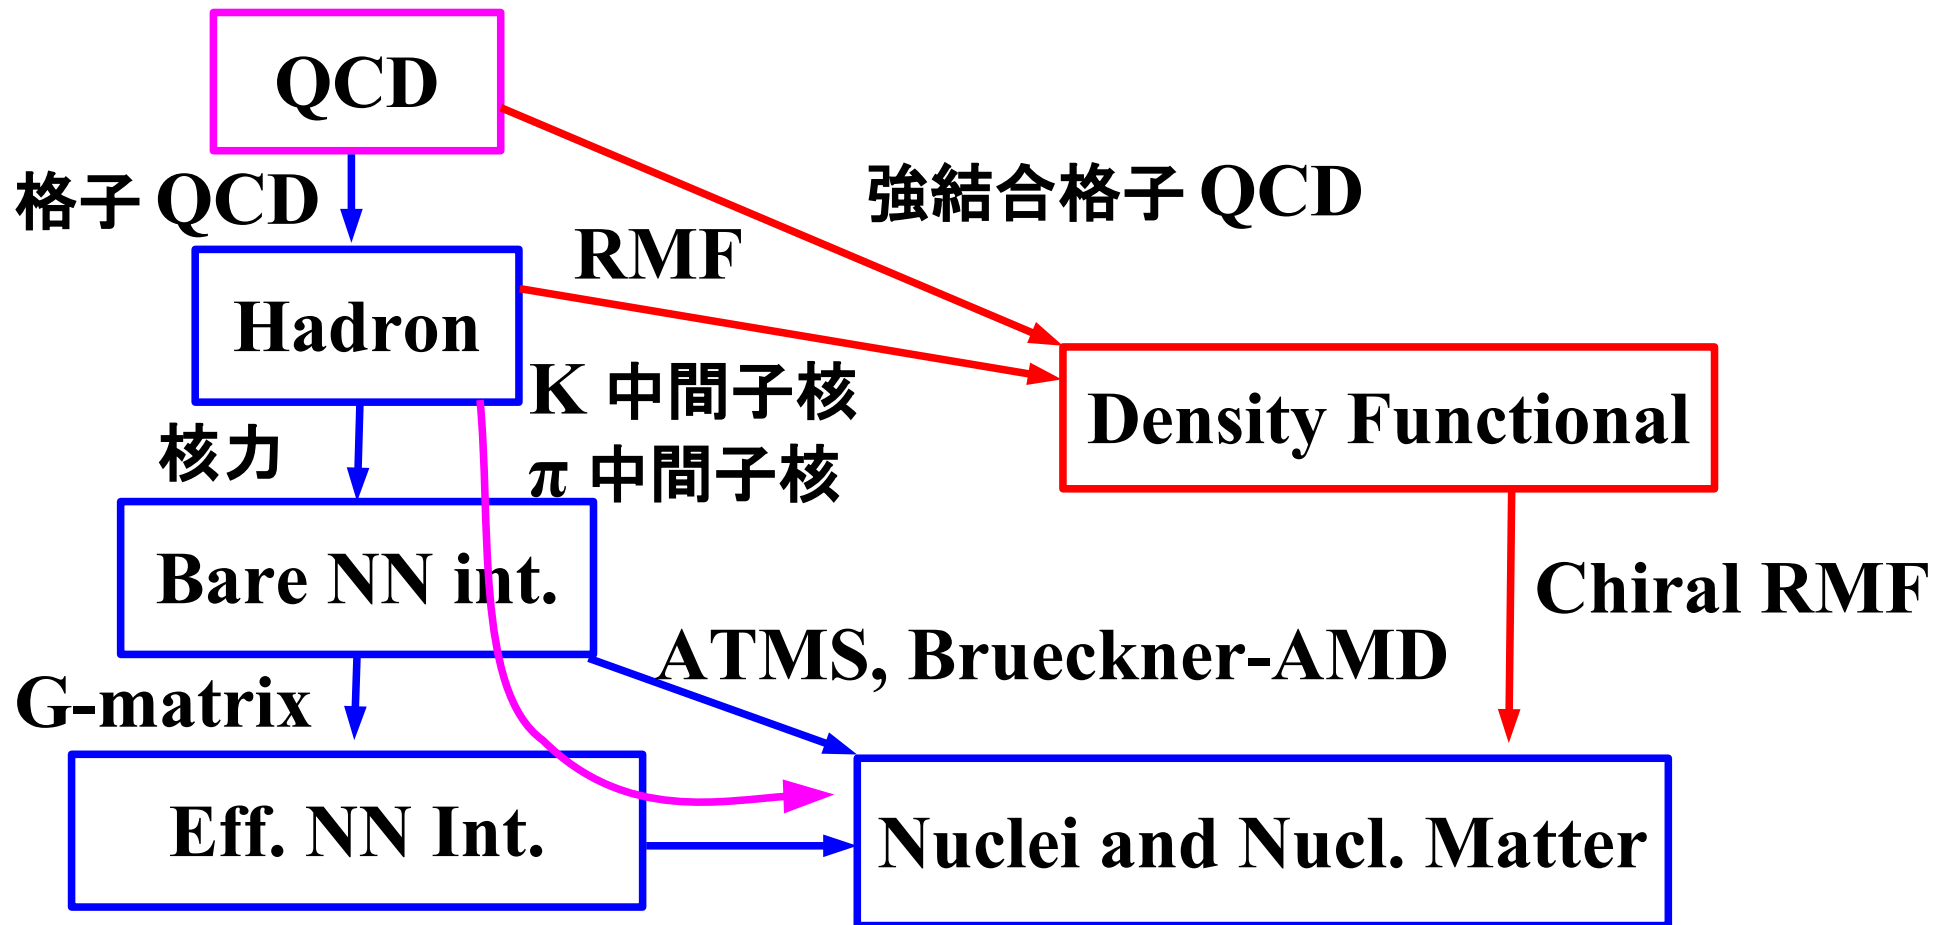 QCD
格子 QCD
強結合格子 QCD
RMF
Hadron
K 中間子核
π 中間子核
核力
Density Functional
Bare NN int.
Chiral RMF
ATMS, Brueckner-AMD
G-matrix
Eff. NN Int.
Nuclei and Nucl. Matter